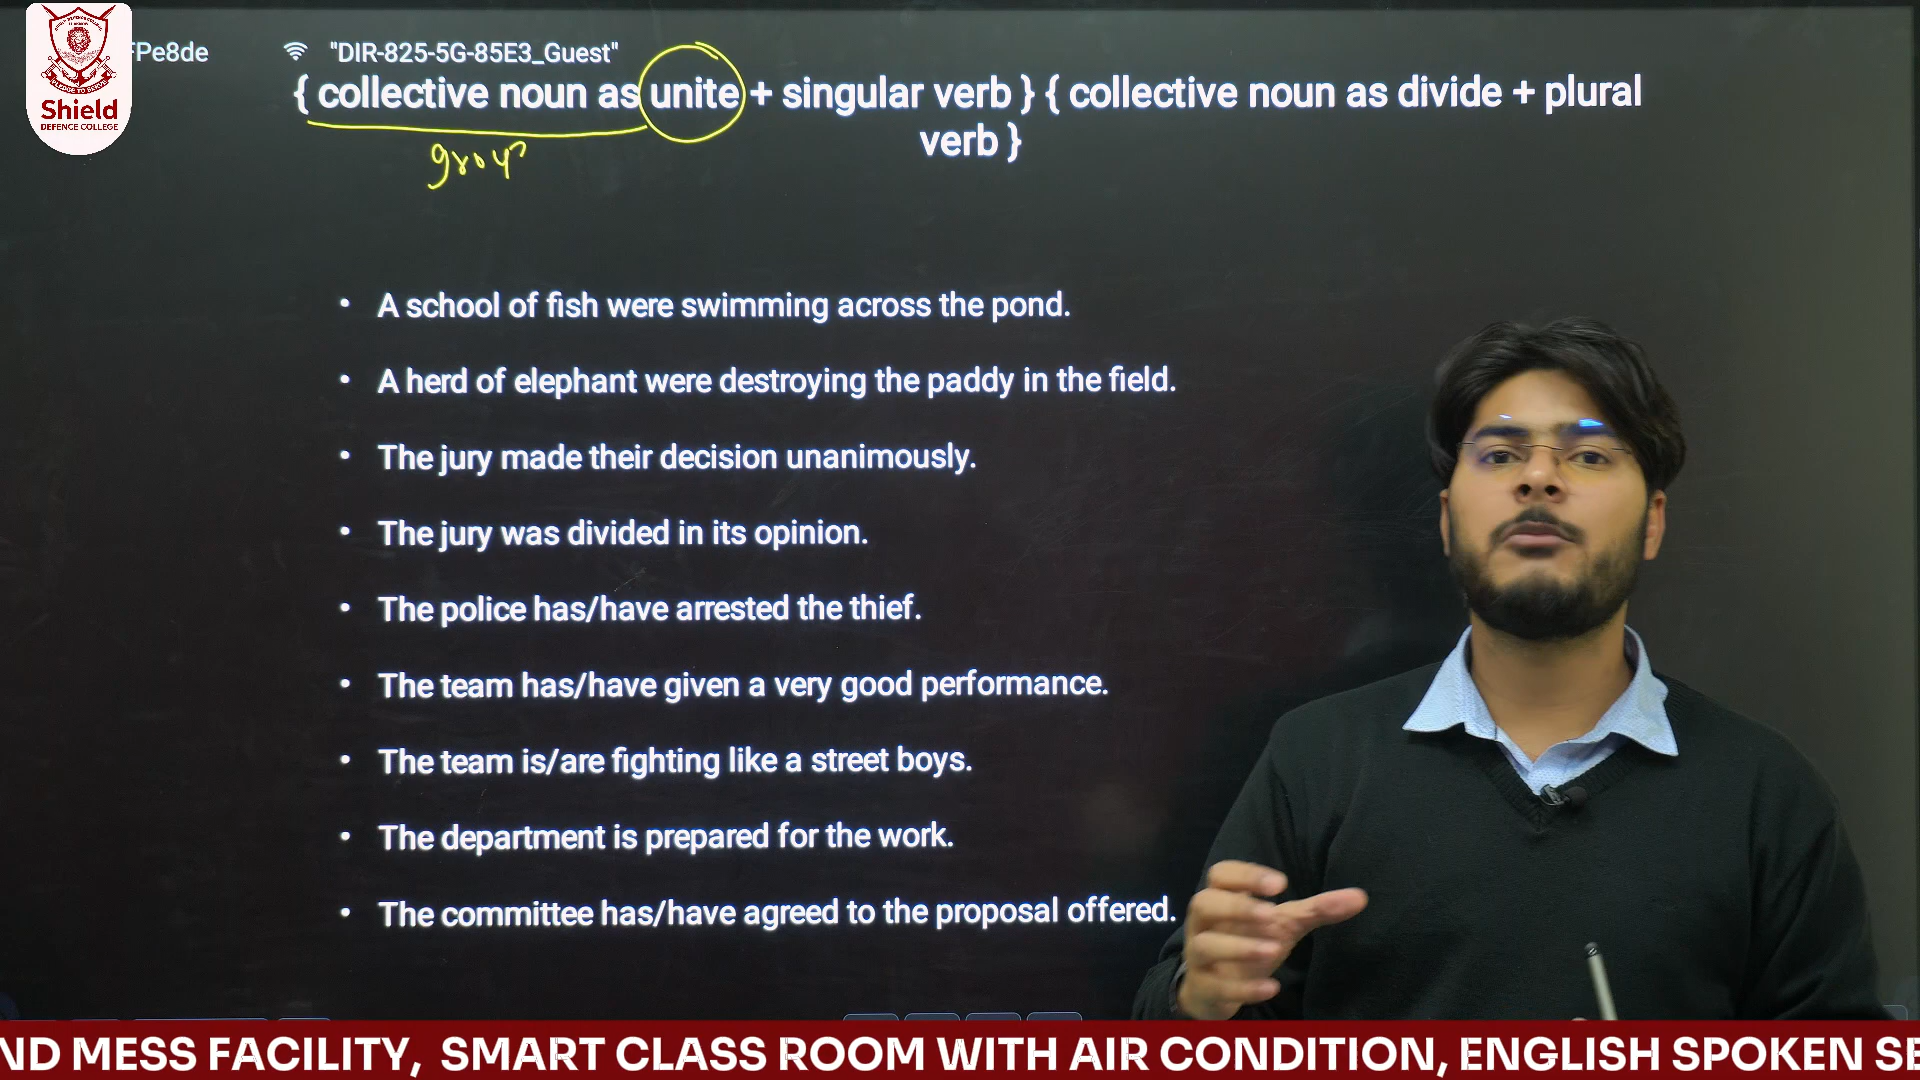 FPe8de "DIR-825-5G-85E3_Guest"
Shield
DEFENCE COLLEGE
{ collective noun as unite + singular verb } { collective noun as divide + plural
verb }
group
• A school of fish were swimming across the pond.
• A herd of elephant were destroying the paddy in the field.
• The jury made their decision unanimously.
• The jury was divided in its opinion.
• The police has/have arrested the thief.
• The team has/have given a very good performance.
• The team is/are fighting like a street boys.
• The department is prepared for the work.
• The committee has/have agreed to the proposal offered.
ND MESS FACILITY, SMART CLASS ROOM WITH AIR CONDITION, ENGLISH SPOKEN SE